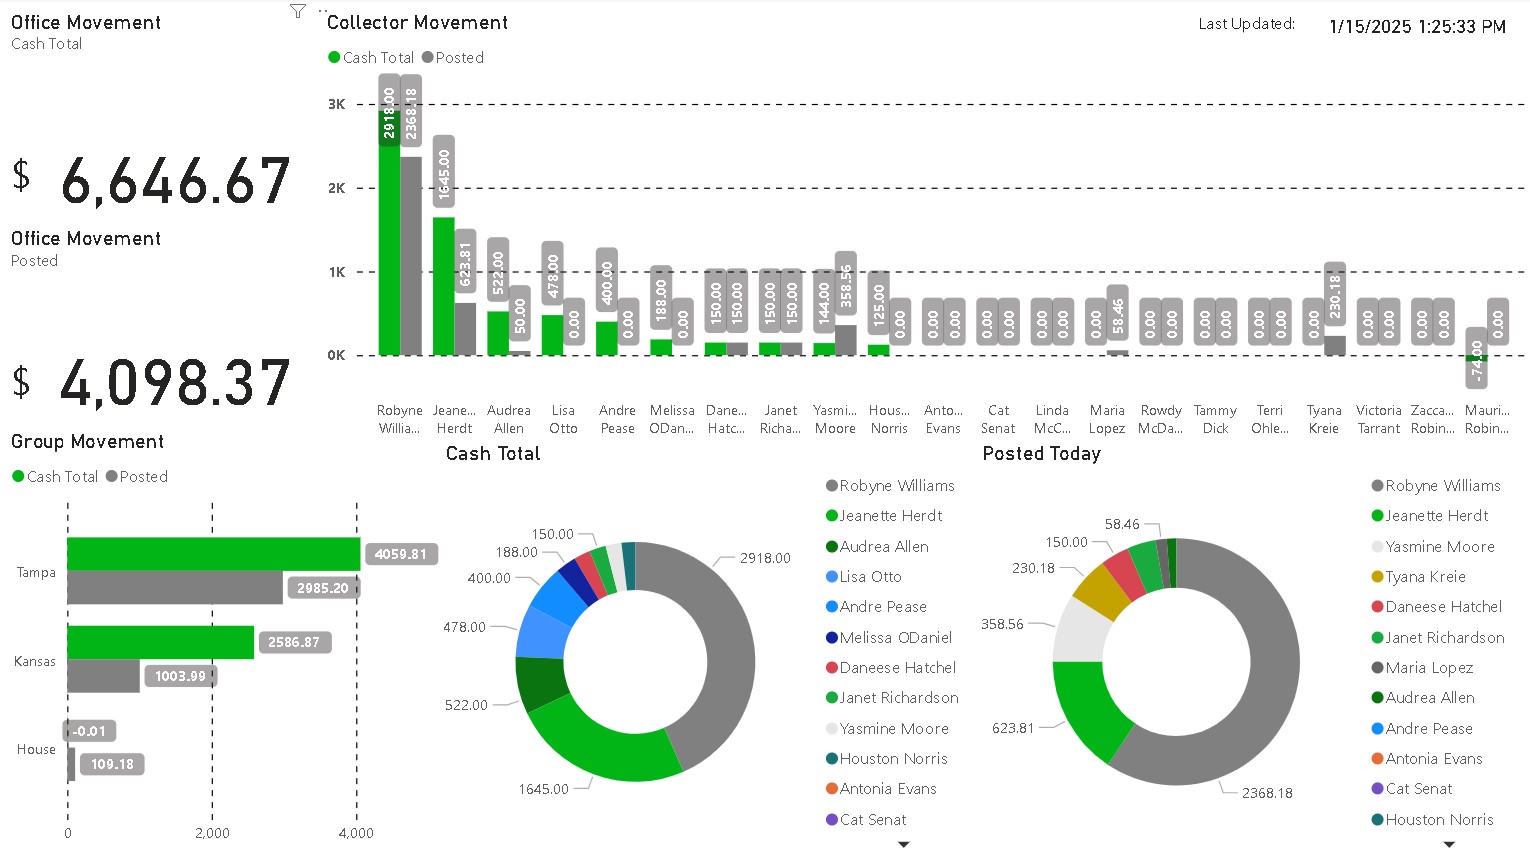 Office Movement
Cash Total
$ 6,646.67
Office Movement
Posted
$ 4,098.37
Collector Movement
Last Updated: 1/15/2025 1:25:33 PM
Cash Total Posted
3K
2K
1K
0K
2918.00 2368.18 1645.00 623.81 522.00 50.00 478.00 0.00 400.00 0.00 188.00 0.00 150.00 150.00 150.00 150.00 144.00 358.56 125.00 0.00 0.00 0.00 0.00 0.00 0.00 0.00 0.00 58.46 0.00 0.00 0.00 0.00 0.00 0.00 0.00 230.18 0.00 0.00 0.00 0.00 -74.00 0.00
Robyne Jeane... Audrea Lisa Andre Melissa Dane... Janet Yasmi... Hous... Anto... Cat Linda Maria Rowdy Tammy Terri Tyana Victoria Zacca... Mauri...
Willia... Herdt Allen Otto Pease ODan... Hatc... Richa... Moore Norris Evans Senat McC... Lopez McDa... Dick Ohle... Kreie Tarrant Robin... Robin...
Group Movement
Cash Total Posted
Tampa
4059.81
2985.20
Kansas
2586.87
1003.99
House
-0.01
109.18
0 2,000 4,000
Cash Total
150.00
188.00
400.00
478.00
522.00
1645.00
2918.00
Robyne Williams
Jeanette Herdt
Audrea Allen
Lisa Otto
Andre Pease
Melissa ODaniel
Daneese Hatchel
Janet Richardson
Yasmine Moore
Houston Norris
Antonia Evans
Cat Senat
Posted Today
58.46
150.00
230.18
358.56
623.81
2368.18
Robyne Williams
Jeanette Herdt
Yasmine Moore
Tyana Kreie
Daneese Hatchel
Janet Richardson
Maria Lopez
Audrea Allen
Andre Pease
Antonia Evans
Cat Senat
Houston Norris